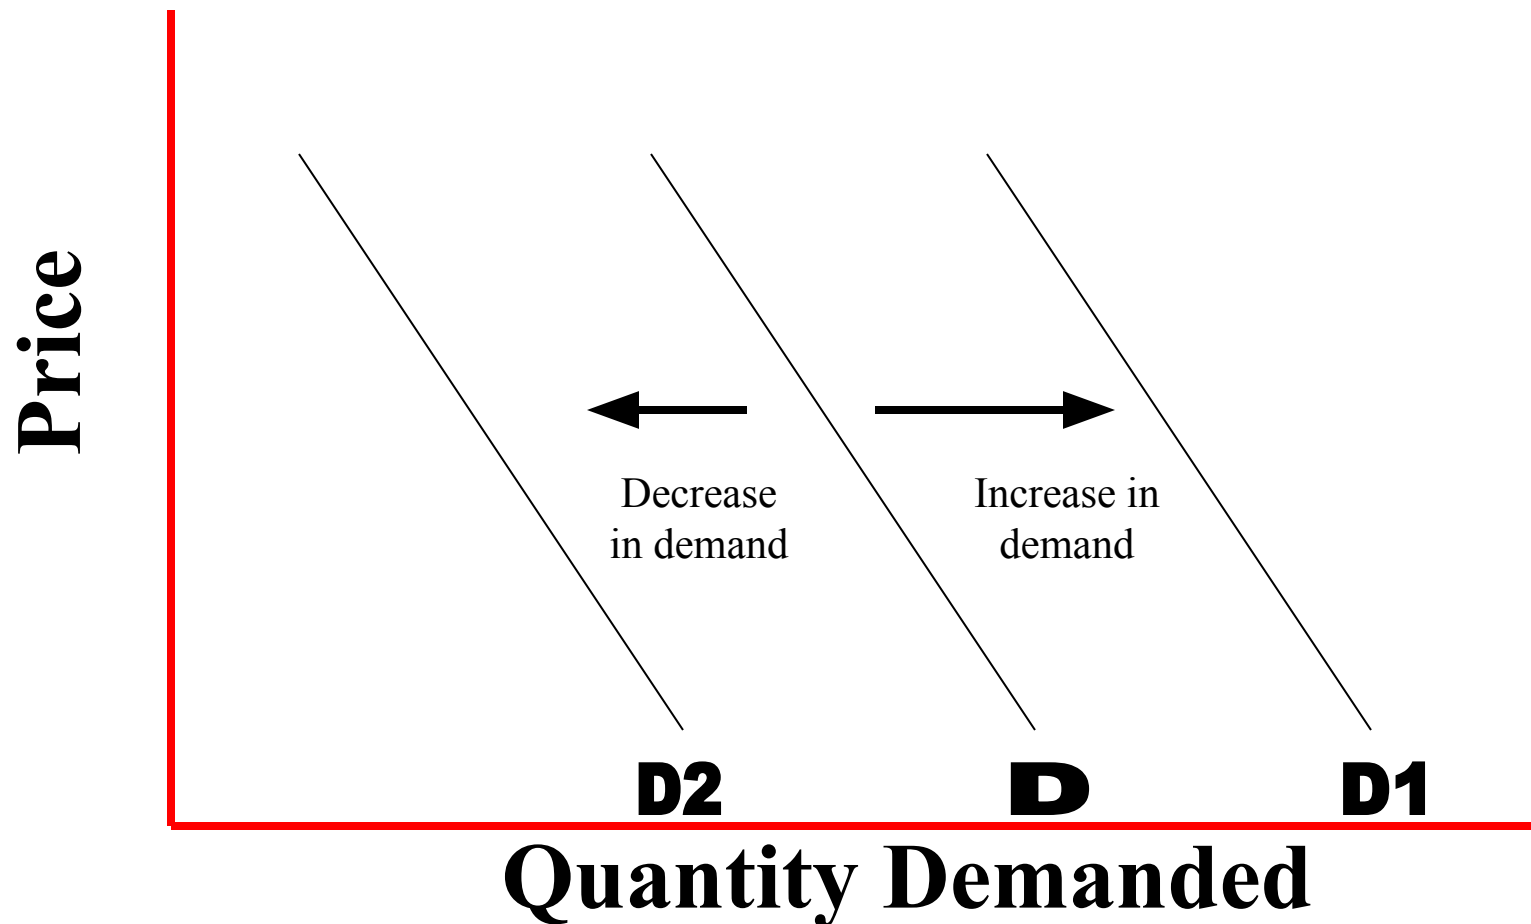 Price
Decrease
in demand
Increase in
demand
D2
D
D1
Quantity Demanded